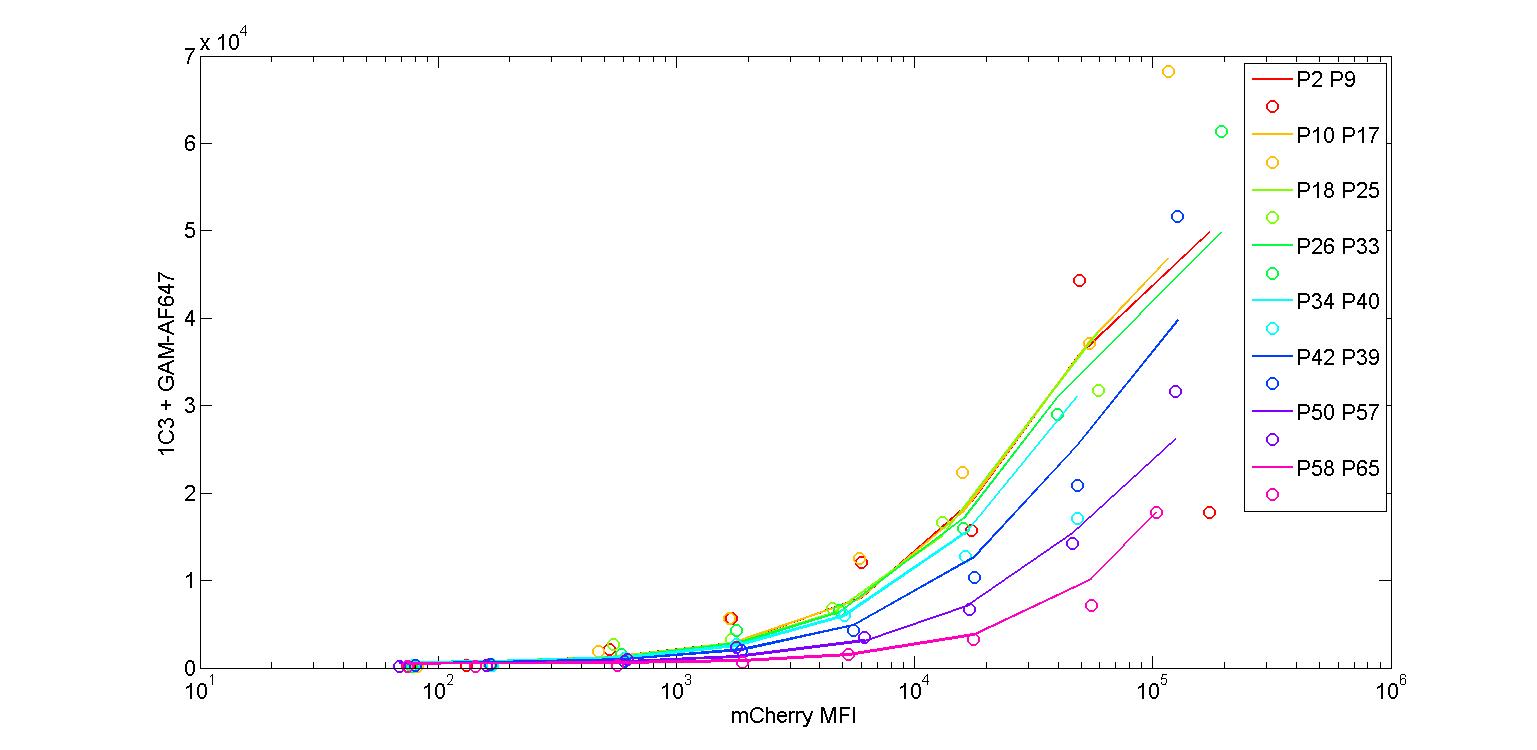 x 10^4
7
6
5
4
3
2
1
0
1C3 + GAM-AF647
10^1
10^2
10^3
10^4
10^5
10^6
mCherry MFI
P2 P9
P10 P17
P18 P25
P26 P33
P34 P40
P42 P39
P50 P57
P58 P65